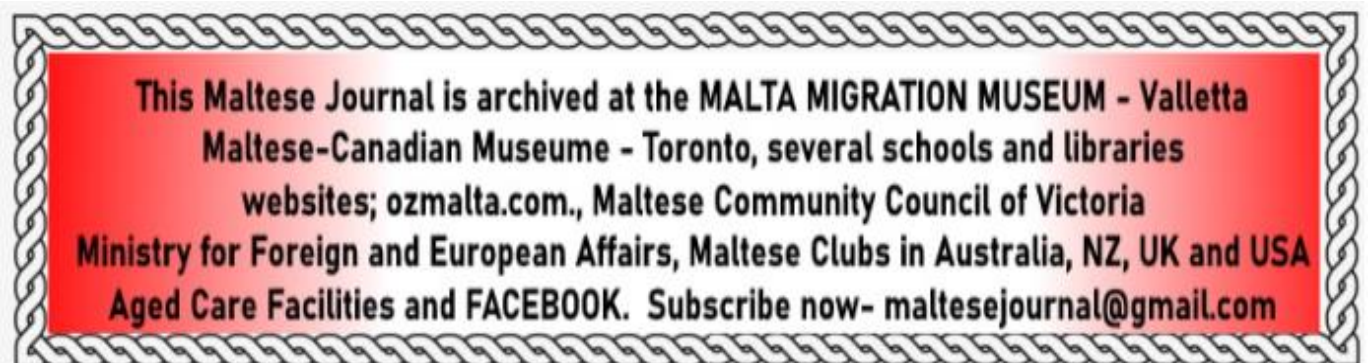 This Maltese Journal is archived at the MALTA MIGRATION MUSEUM - Valletta
Maltese-Canadian Museume - Toronto, several schools and libraries
websites; ozmalta.com., Maltese Community Council of Victoria
Ministry for Foreign and European Affairs, Maltese Clubs in Australia, NZ, UK and USA
Aged Care Facilities and FACEBOOK. Subscribe now- maltesejournal@gmail.com